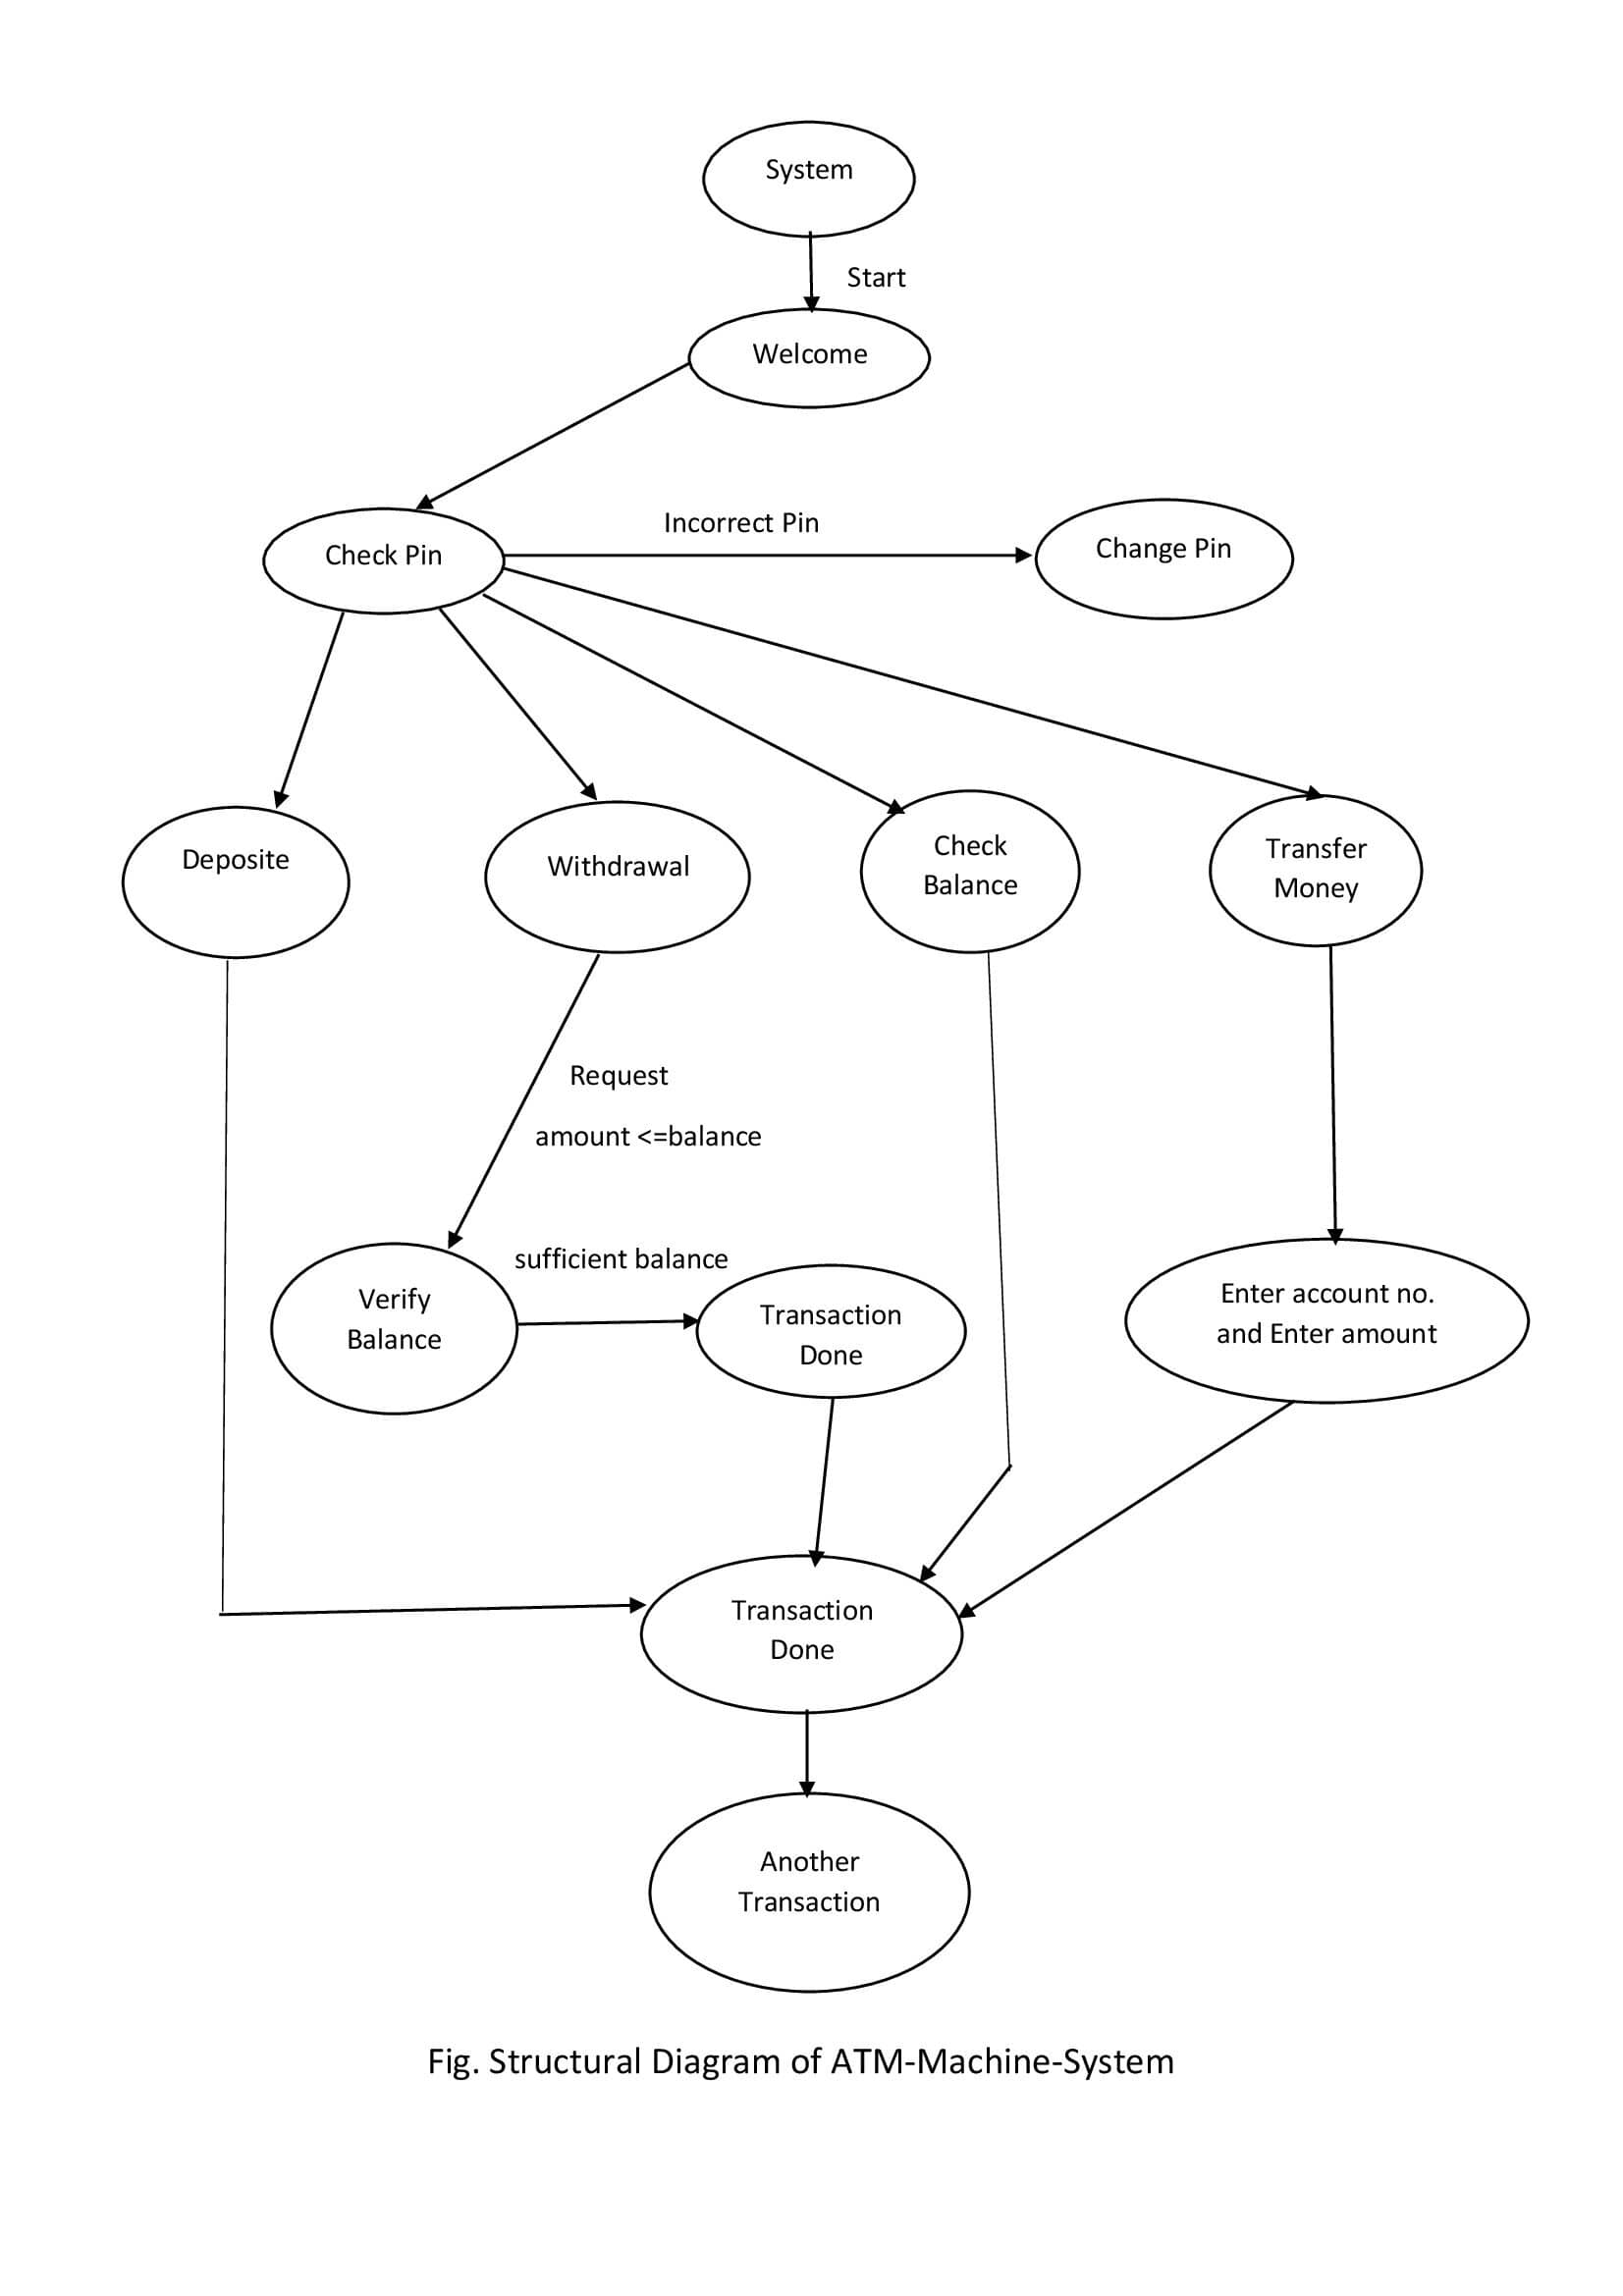 System
Start
Welcome
Incorrect Pin
Check Pin
Change Pin
Deposite
Withdrawal
Check
Balance
Transfer
Money
Request
amount <=balance
sufficient balance
Verify
Balance
Transaction
Done
Enter account no.
and Enter amount
Transaction
Done
Another
Transaction
Fig. Structural Diagram of ATM-Machine-System